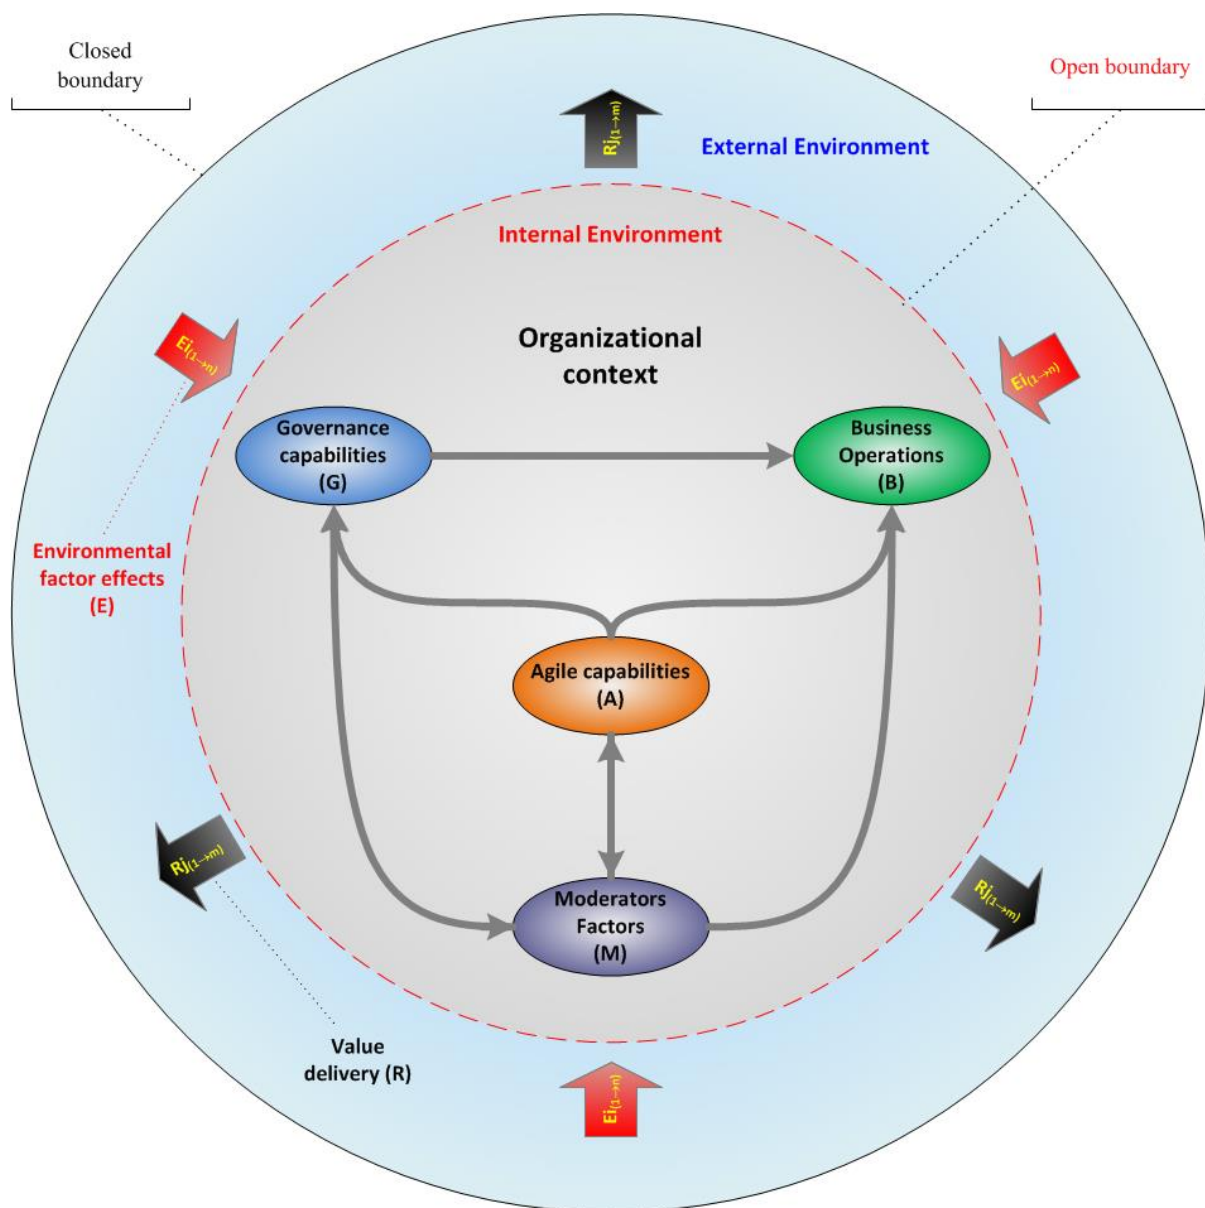 Closed
boundary
Open boundary
Rj(1→m)
External Environment
Internal Environment
Organizational
context
Ei(1→n)
Ei(1→n)
Governance
capabilities
(G)
Business
Operations
(B)
Environmental
factor effects
(E)
Agile capabilities
(A)
Rj(1→m)
Rj(1→m)
Moderators
Factors
(M)
Value
delivery (R)
Ei(1→n)